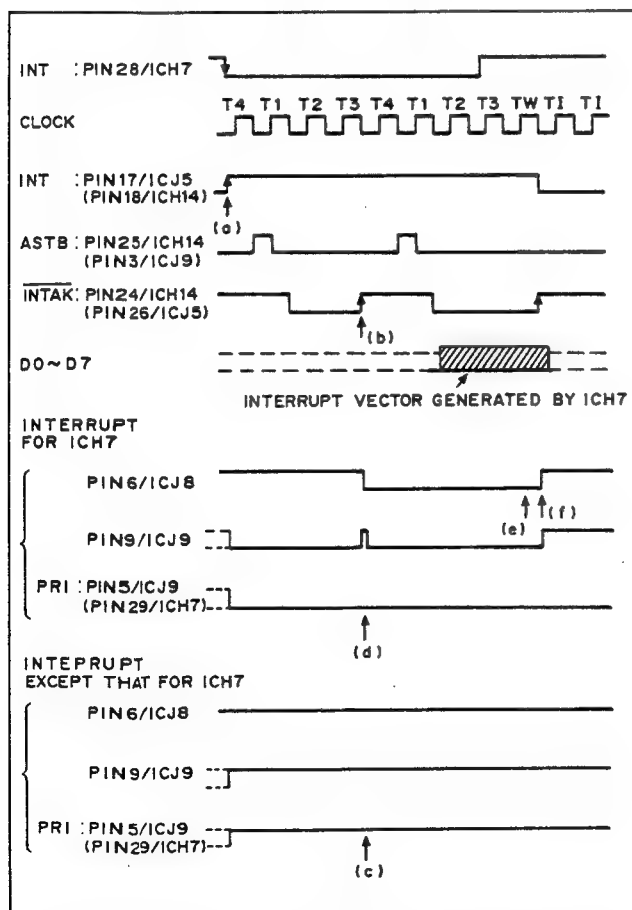 INT : PIN28/ICH7
T4 T1 T2 T3 T4 T1 T2 T3 TW TI TI
CLOCK
INT : PIN17/ICJ5
(PIN18/ICH14)
(a)
ASTB : PIN25/ICH14
(PIN3/ICJ9)
INTAK : PIN24/ICH14
(PIN26/ICJ5)
(b)
D0~D7
INTERRUPT VECTOR GENERATED BY ICH7
INTERRUPT
FOR ICH7
PIN6/ICJ8
(e) (f)
PIN9/ICJ9
PRI : PIN5/ICJ9
(PIN29/ICH7)
(d)
INTEPRUPT
EXCEPT THAT FOR ICH7
PIN6/ICJ8
PIN9/ICJ9
PRI : PIN5/ICJ9
(PIN29/ICH7)
(c)